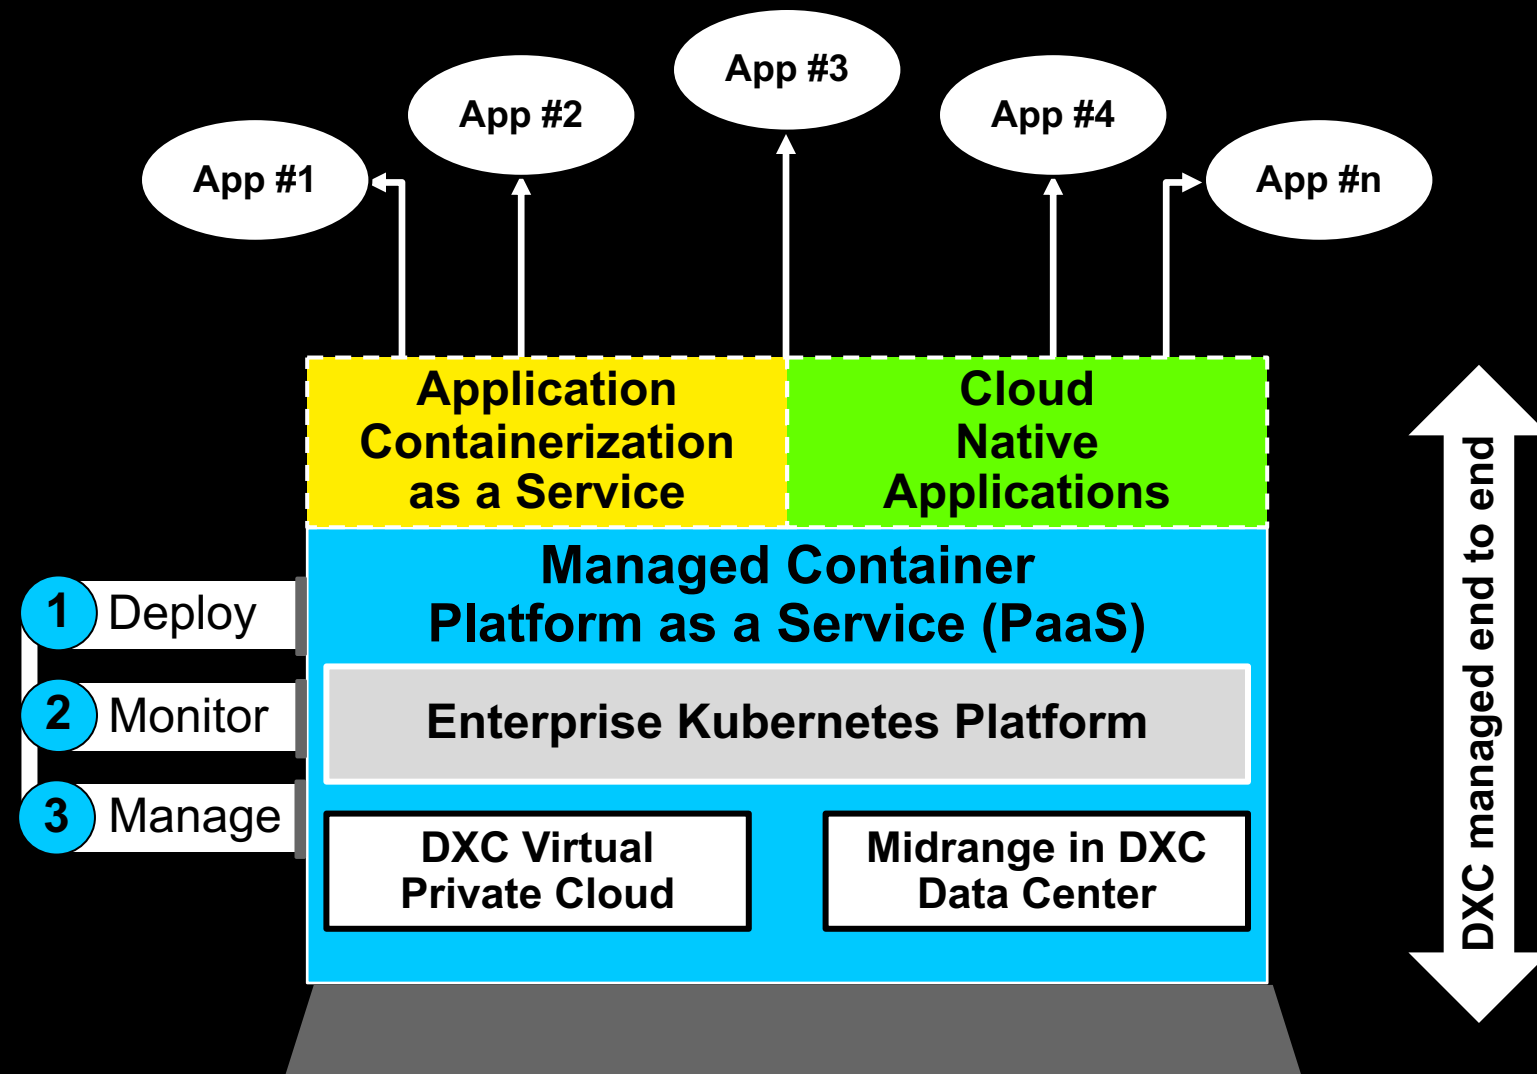 App #3
App #2
App #4
App #1
App #n
Application
Containerization
as a Service
Cloud
Native
Applications
Managed Container
Platform as a Service (PaaS)
1 Deploy
2 Monitor
3 Manage
Enterprise Kubernetes Platform
DXC Virtual
Private Cloud
Midrange in DXC
Data Center
DXC managed end to end